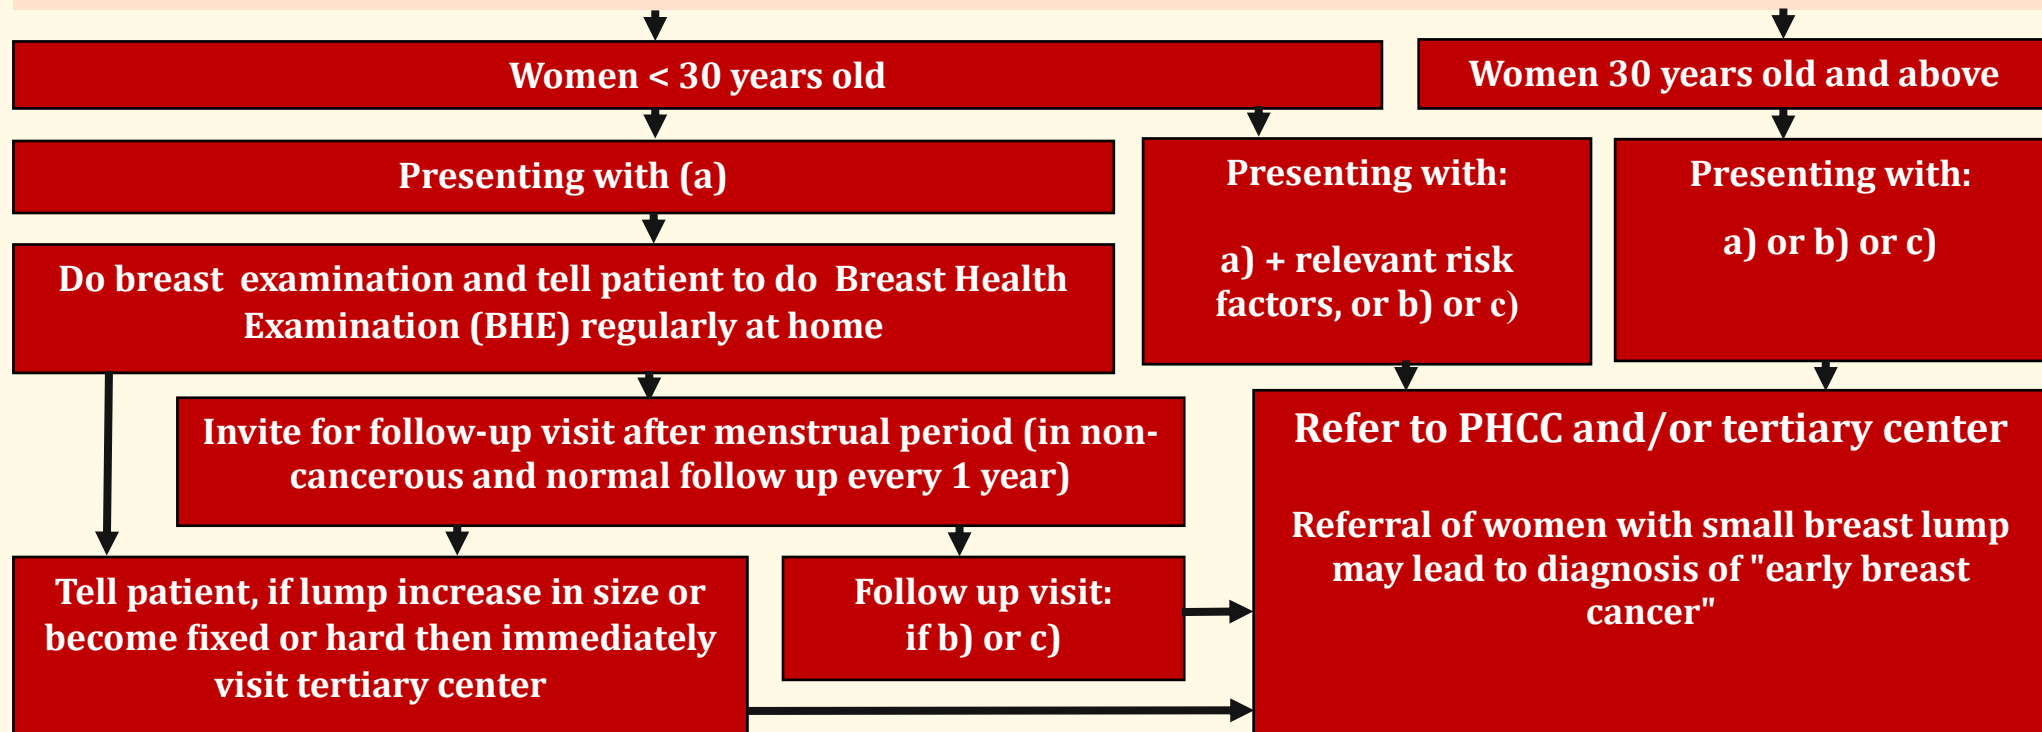 Women < 30 years old
Women 30 years old and above
Presenting with (a)
Presenting with:
a) + relevant risk
factors, or b) or c)
Presenting with:
a) or b) or c)
Do breast  examination and tell patient to do  Breast Health
Examination (BHE) regularly at home
Invite for follow-up visit after menstrual period (in non-
cancerous and normal follow up every 1 year)
Tell patient, if lump increase in size or
become fixed or hard then immediately
visit tertiary center
Follow up visit:
if b) or c)
Refer to PHCC and/or tertiary center
Referral of women with small breast lump
may lead to diagnosis of "early breast
cancer"